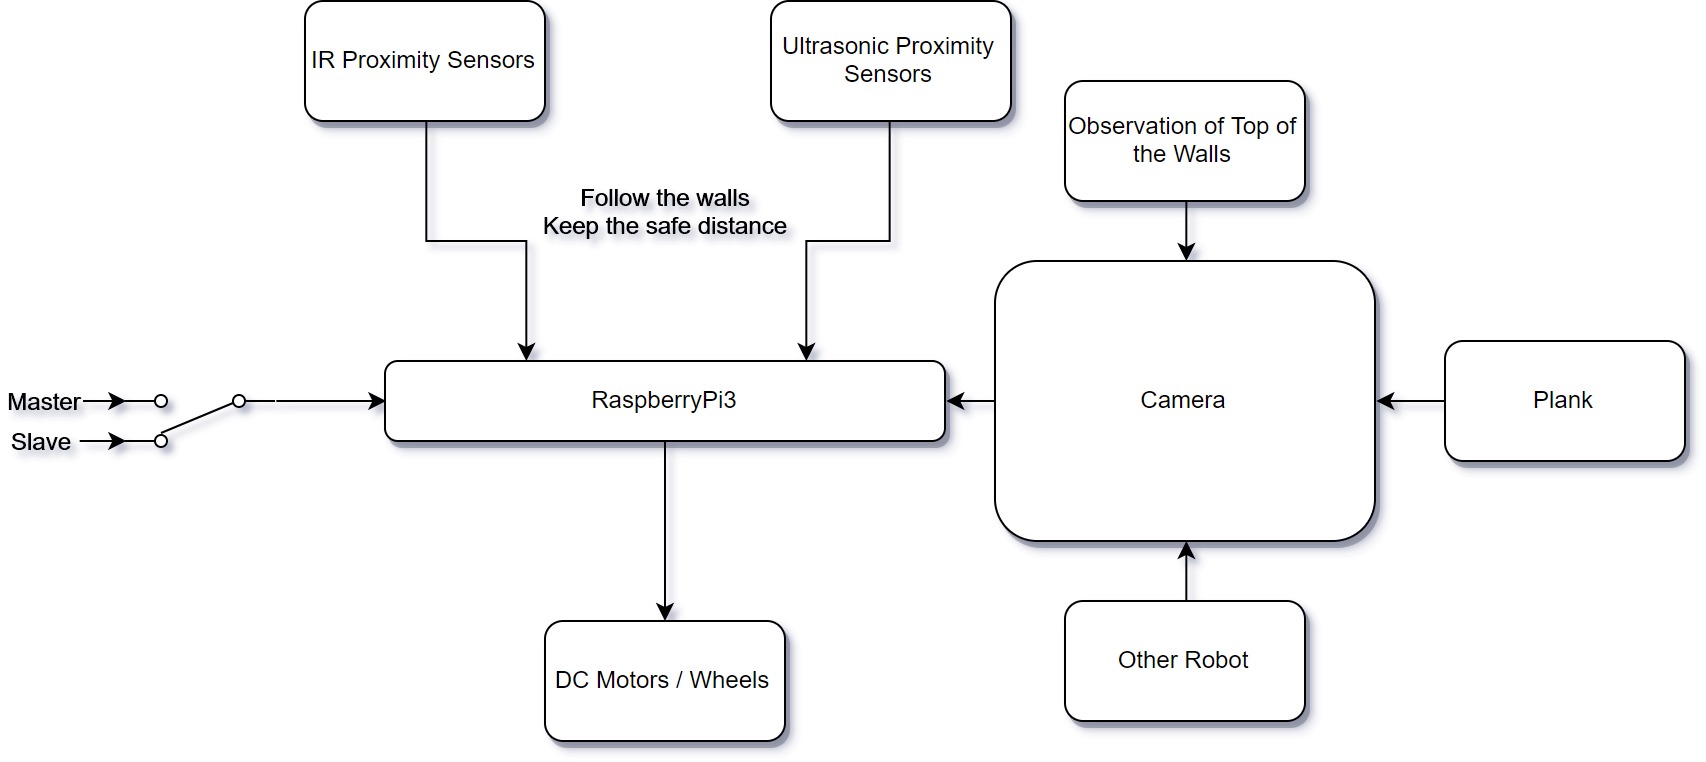 IR Proximity Sensors
Ultrasonic Proximity
Sensors
Observation of Top of
the Walls
Follow the walls
Keep the safe distance
Master
Slave
RaspberryPi3
Camera
Plank
DC Motors / Wheels
Other Robot